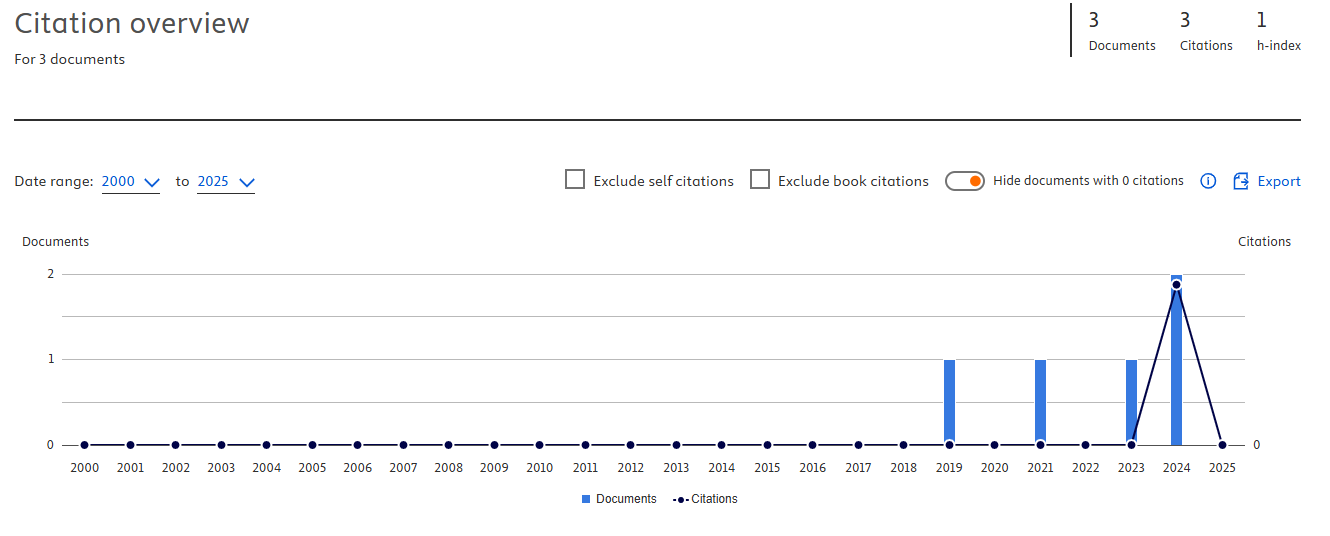 Citation overview
3 3 1
Documents Citations h-index
For 3 documents
Date range: 2000 to 2025 Exclude self citations Exclude book citations Hide documents with 0 citations Export
Documents Citations
2
1
0 0
2000 2001 2002 2003 2004 2005 2006 2007 2008 2009 2010 2011 2012 2013 2014 2015 2016 2017 2018 2019 2020 2021 2022 2023 2024 2025
Documents Citations